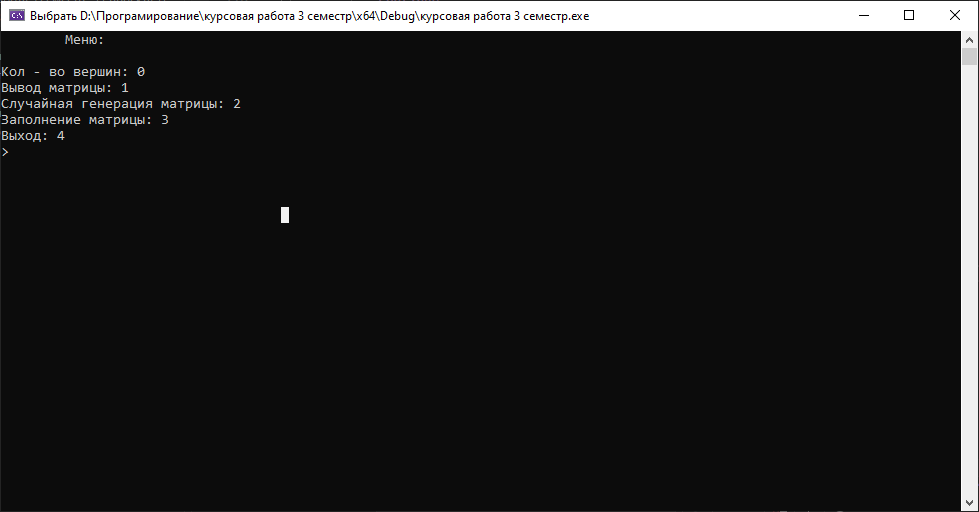 Выбрать D:\Програмирование\курсовая работа 3 семестр\x64\Debug\курсовая работа 3 семестр.exe
Меню:
Кол - во вершин: 0
Вывод матрицы: 1
Случайная генерация матрицы: 2
Заполнение матрицы: 3
Выход: 4
>